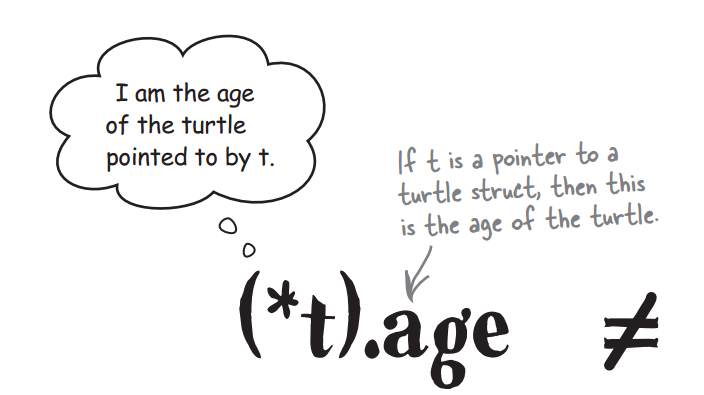 I am the age
of the turtle
pointed to by t.
If t is a pointer to a
turtle struct, then this
is the age of the turtle.
(*t).age ≠